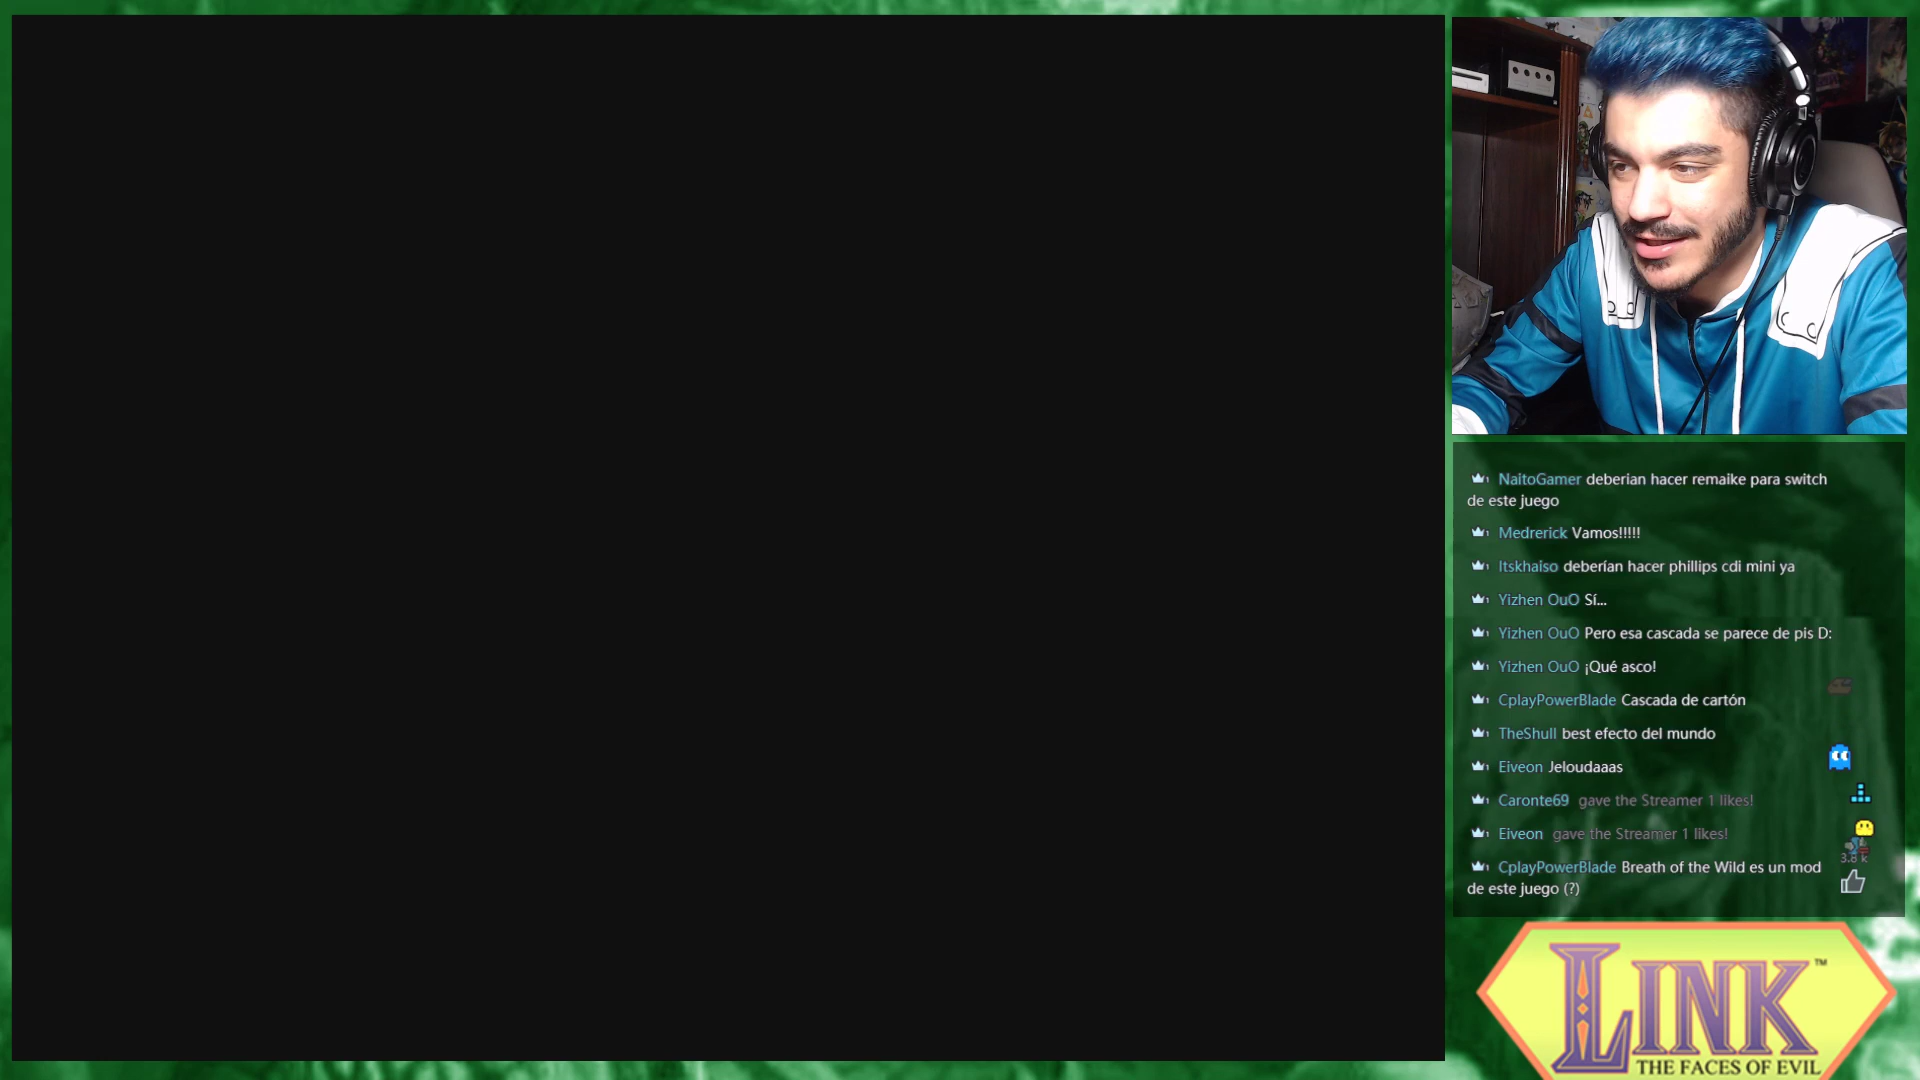 NaitoGamer deberian hacer remaike para switch
de este juego
Medrerick Vamos!!!!!
Itskhaiso deberían hacer phillips cdi mini ya
Yizhen OuO Sí...
Yizhen OuO Pero esa cascada se parece de pis D:
Yizhen OuO ¡Qué asco!
CplayPowerBlade Cascada de cartón
TheShull best efecto del mundo
Eiveon Jeloudaaas
Caronte69 gave the Streamer 1 likes!
Eiveon gave the Streamer 1 likes!
3.8 k
CplayPowerBlade Breath of the Wild es un mod
de este juego (?)
LINK™
THE FACES OF EVIL